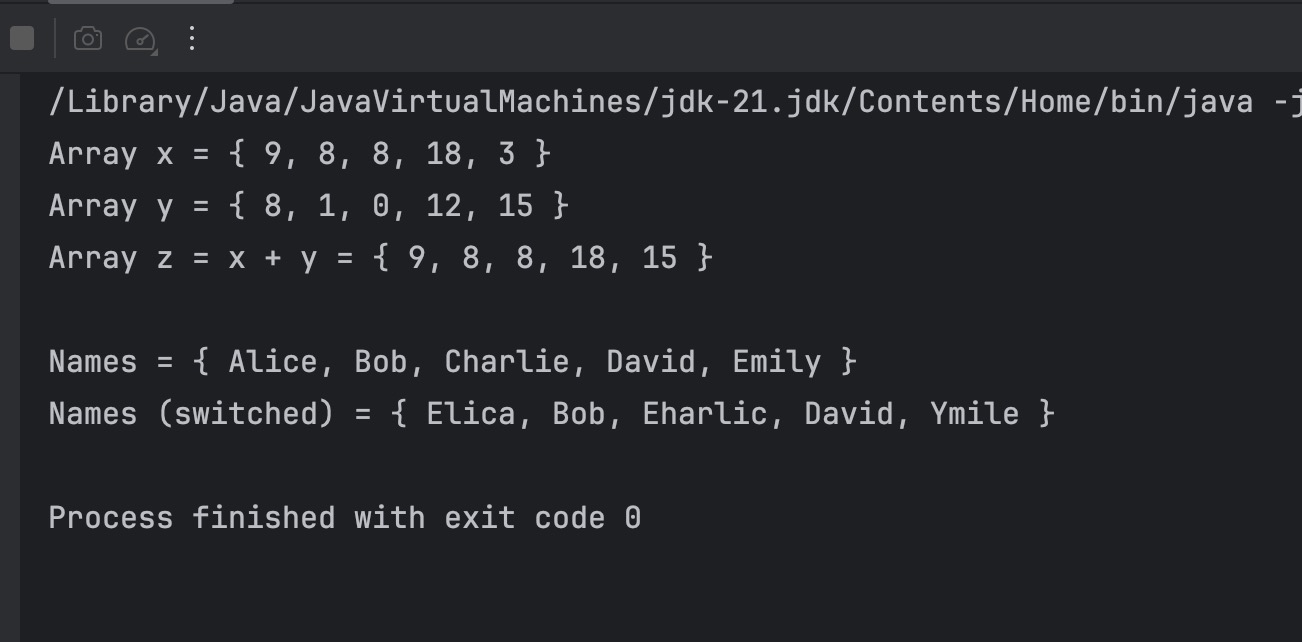 /Library/Java/JavaVirtualMachines/jdk-21.jdk/Contents/Home/bin/java -j
Array x = { 9, 8, 8, 18, 3 }
Array y = { 8, 1, 0, 12, 15 }
Array z = x + y = { 9, 8, 8, 18, 15 }
Names = { Alice, Bob, Charlie, David, Emily }
Names (switched) = { Elica, Bob, Eharlic, David, Ymile }
Process finished with exit code 0